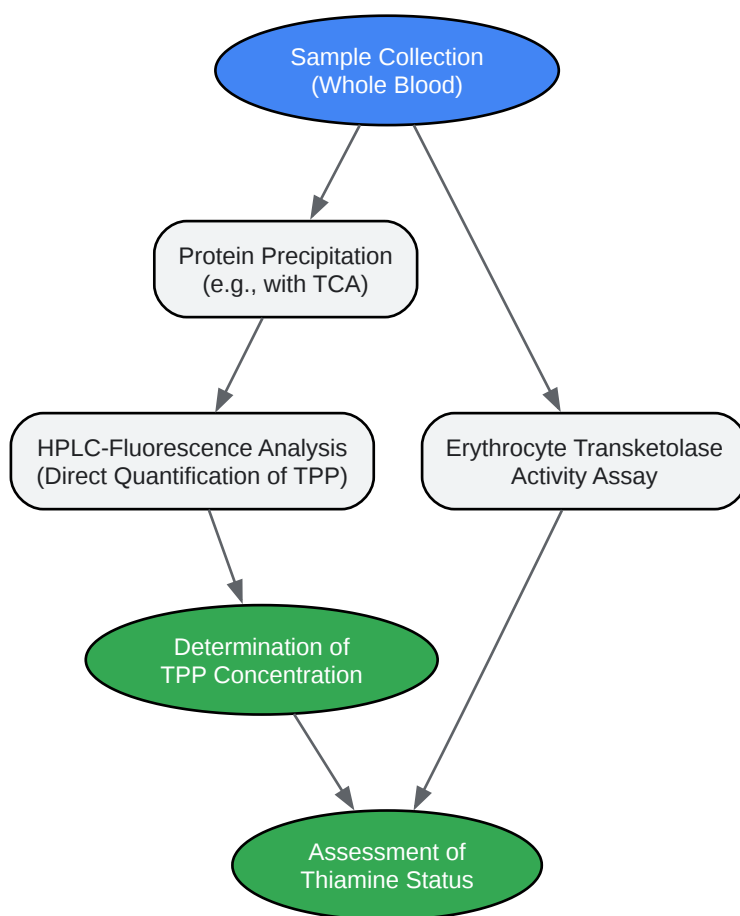 Sample Collection
(Whole Blood)
Protein Precipitation
(e.g., with TCA)
HPLC-Fluorescence Analysis
(Direct Quantification of TPP)
Erythrocyte Transketolase
Activity Assay
Determination of
TPP Concentration
Assessment of
Thiamine Status